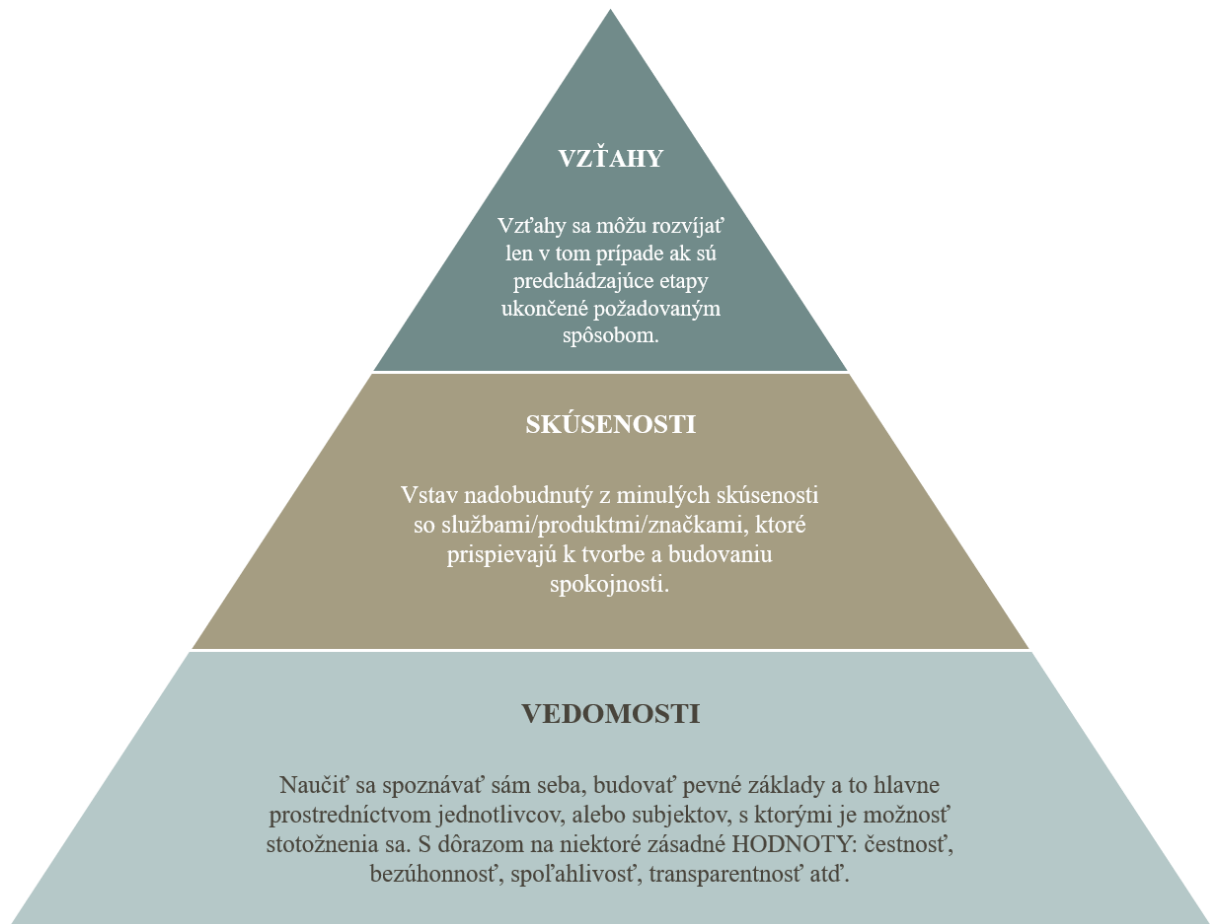 VZŤAHY
Vzťahy sa môžu rozvíjať
len v tom prípade ak sú
predchádzajúce etapy
ukončené požadovaným
spôsobom.
SKÚSENOSTI
Vstav nadobudnutý z minulých skúsenosti
so službami/produktmi/značkami, ktoré
prispievajú k tvorbe a budovaniu
spokojnosti.
VEDOMOSTI
Naučiť sa spoznávať sám seba, budovať pevné základy a to hlavne
prostredníctvom jednotlivcov, alebo subjektov, s ktorými je možnosť
stotožnenia sa. S dôrazom na niektoré zásadné HODNOTY: čestnosť,
bezúhonnosť, spoľahlivosť, transparentnosť atď.